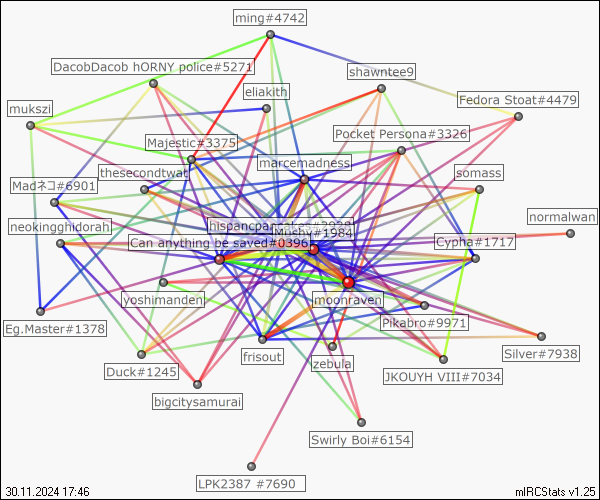 ming#4742
DacobDacob hORNY police#5271
shawntee9
eliakith
Fedora Stoat#4479
mukszi
Pocket Persona#3326
Majestic#3375
marcemadness
thesecondtwat
somass
Madネコ#6901
normalwan
neokingghidorah
Mushy#1984
Can anything be saved#0396
Cypha#1717
yoshimanden
moonraven
Pikabro#9971
Eg.Master#1378
frisout
zebula
Silver#7938
Duck#1245
JKOUYH VIII#7034
bigcitysamurai
Swirly Boi#6154
LPK2387 #7690
30.11.2024 17:46
mIRCStats v1.25